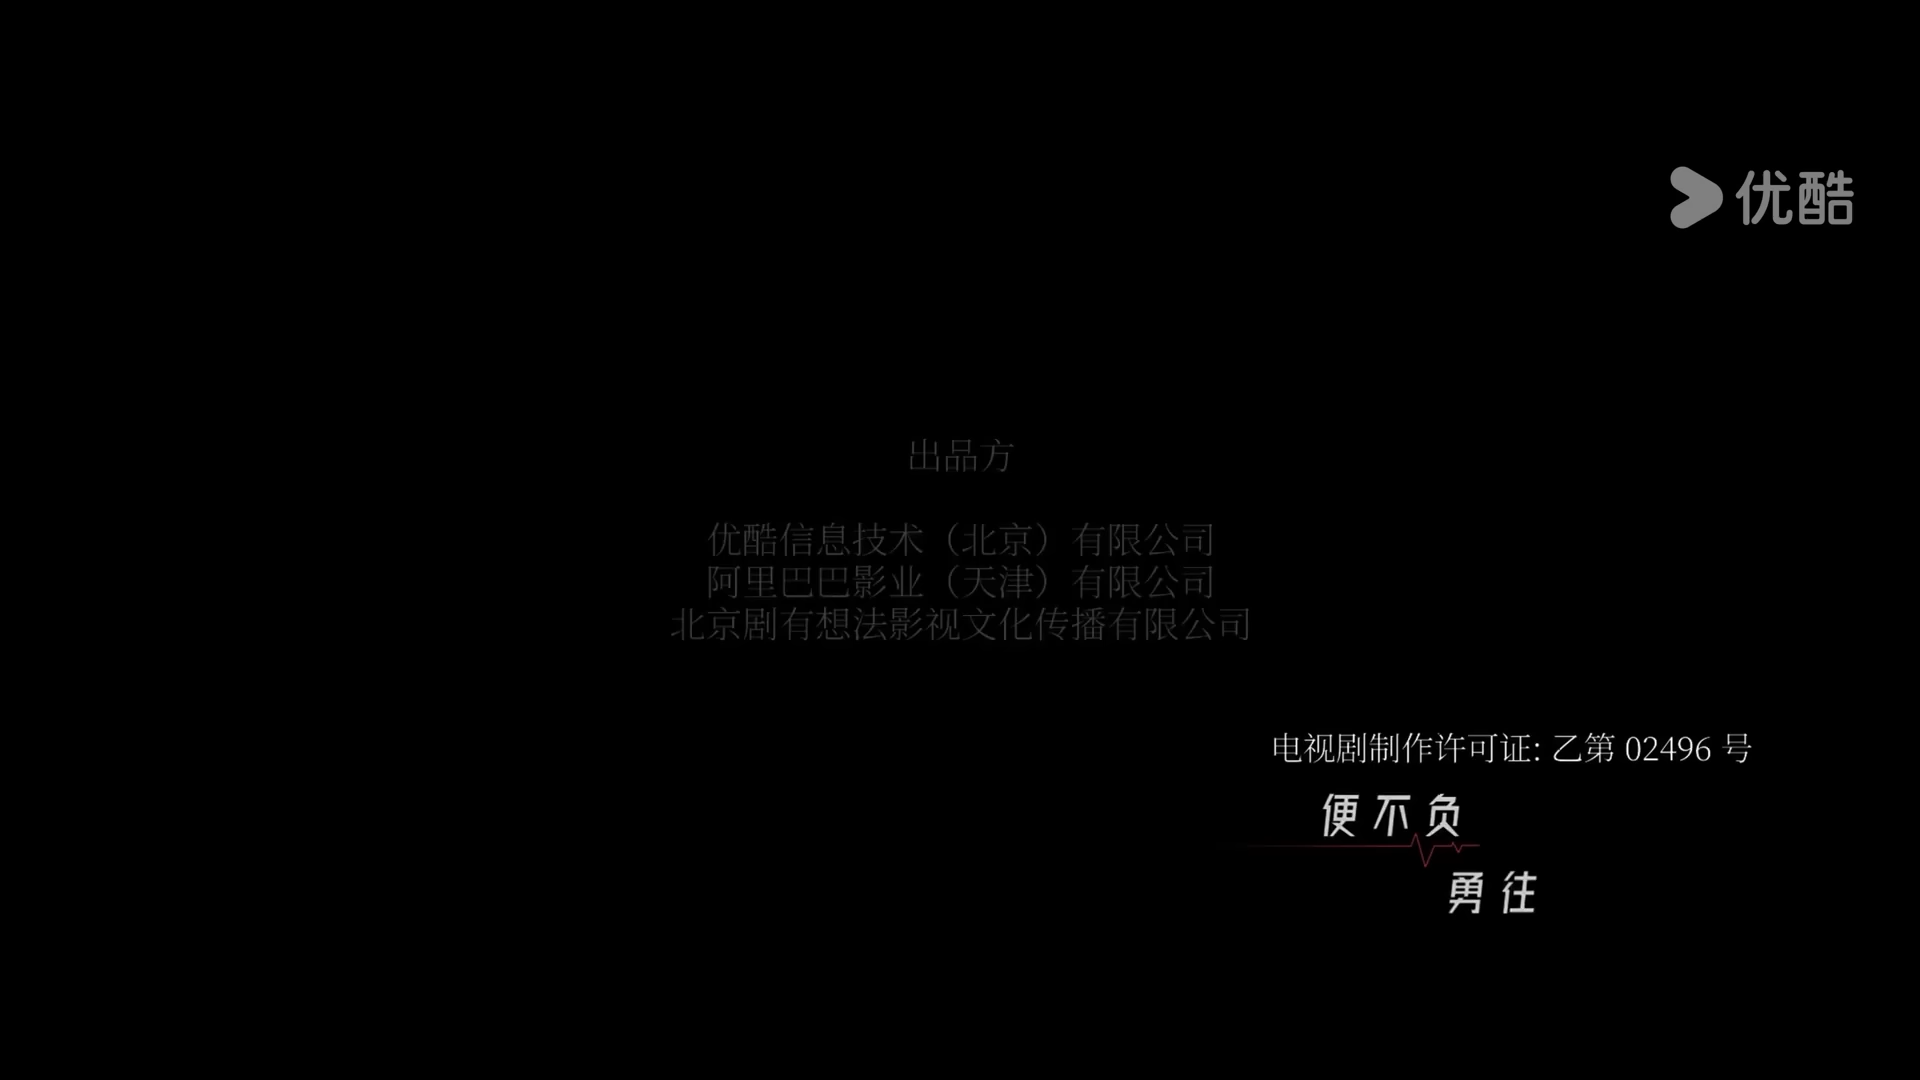 优酷
出品方
优酷信息技术（北京）有限公司
阿里巴巴影业（天津）有限公司
北京剧有想法影视文化传播有限公司
电视剧制作许可证: 乙第 02496 号
便不负
勇往